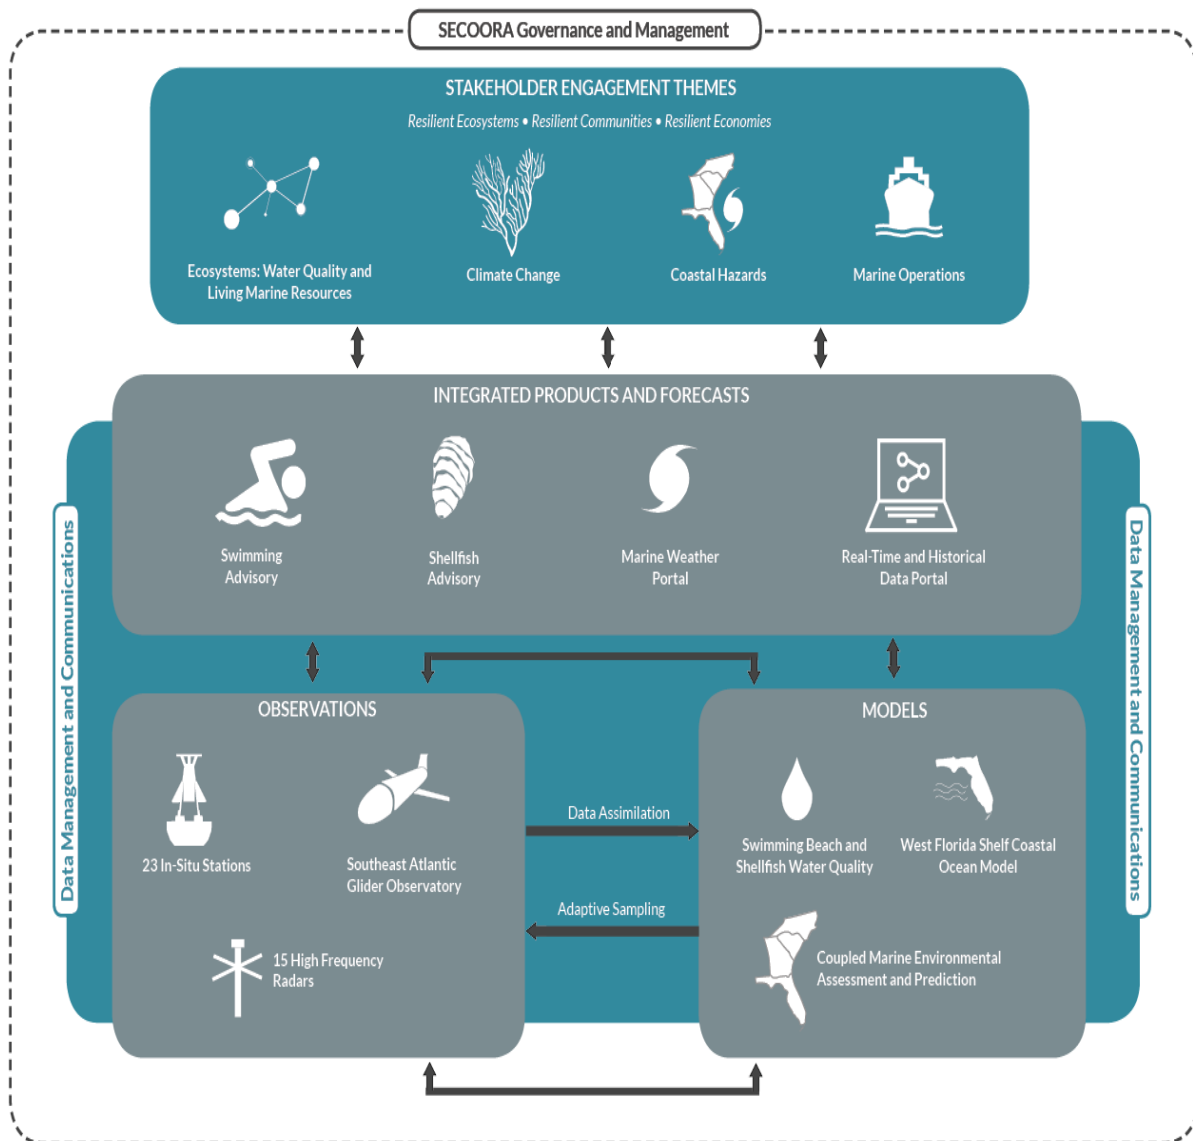 SECOORA Governance and Management
STAKEHOLDER ENGAGEMENT THEMES
Resilient Ecosystems • Resilient Communities • Resilient Economies
Ecosystems: Water Quality and
Living Marine Resources
Climate Change
Coastal Hazards
Marine Operations
INTEGRATED PRODUCTS AND FORECASTS
Swimming
Advisory
Shellfish
Advisory
Marine Weather
Portal
Real-Time and Historical
Data Portal
Data Management and Communications
Data Management and Communications
OBSERVATIONS
23 In-Situ Stations
Southeast Atlantic
Glider Observatory
15 High Frequency
Radars
Data Assimilation
Adaptive Sampling
MODELS
Swimming Beach and
Shellfish Water Quality
West Florida Shelf Coastal
Ocean Model
Coupled Marine Environmental
Assessment and Prediction